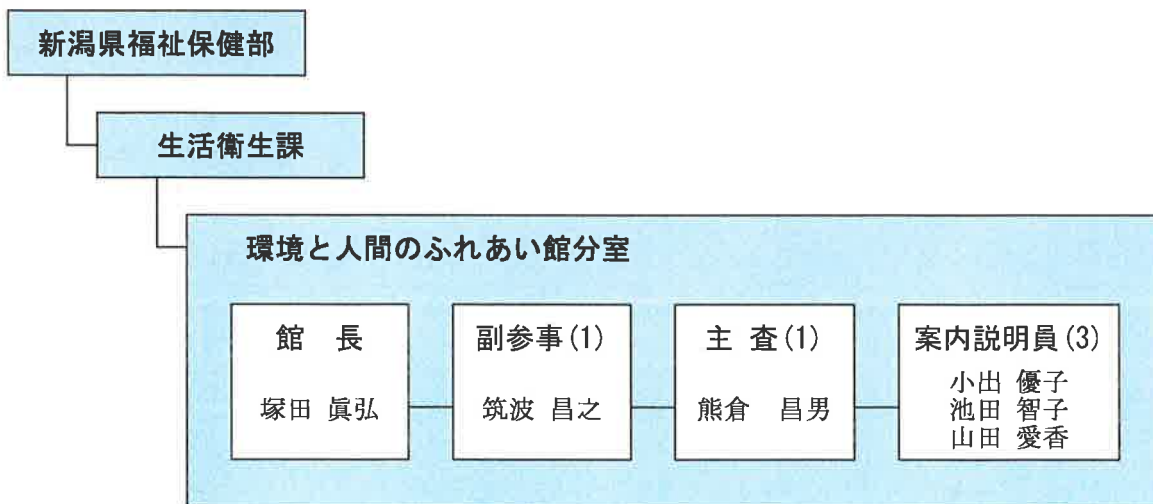 新潟県福祉保健部
生活衛生課
環境と人間のふれあい館分室
館　長
塚田 眞弘
副参事(1)
筑波 昌之
主 査(1)
熊倉　昌男
案内説明員(3)
小出 優子
池田 智子
山田 愛香